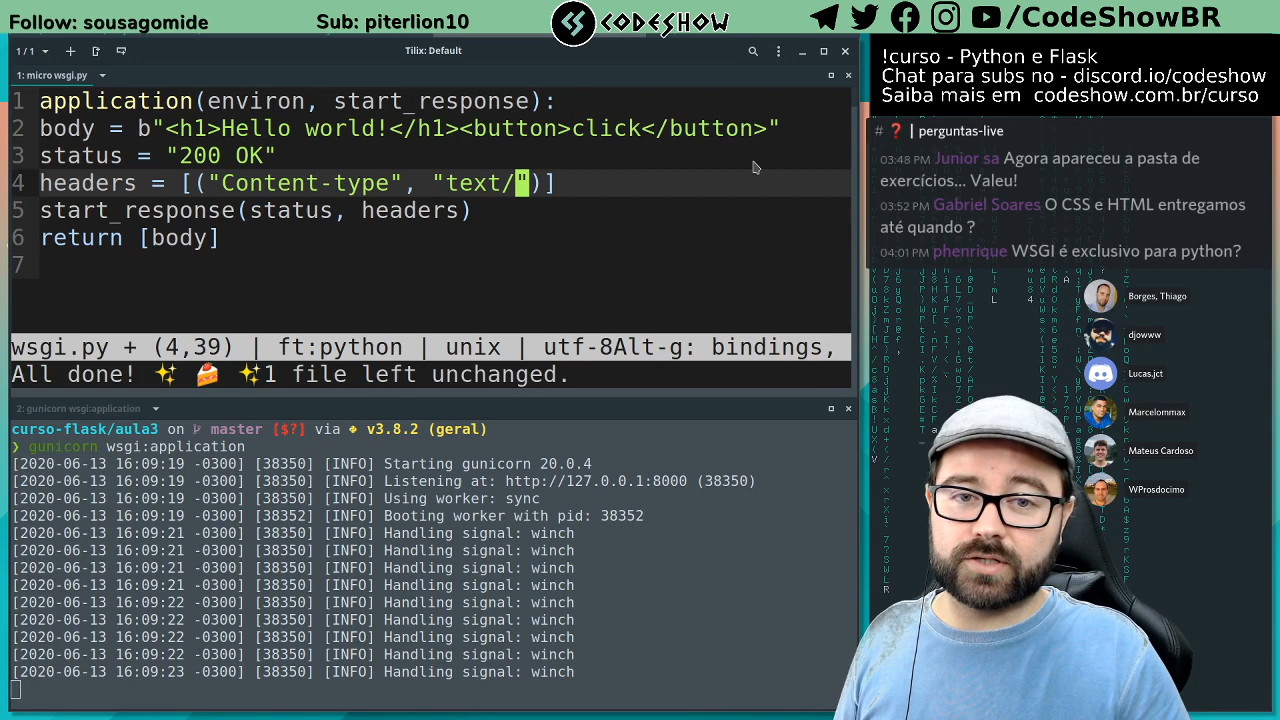 Follow: sousagomide
Sub: piterlion10
CODESHOW
/CodeShowBR
1 / 1
Tilix: Default
1: micro wsgi.py
1 application(environ, start_response):
2 body = b"<h1>Hello world!</h1><button>click</button>"
3 status = "200 OK"
4 headers = [("Content-type", "text/")]
5 start_response(status, headers)
6 return [body]
7
wsgi.py + (4,39) | ft:python | unix | utf-8Alt-g: bindings,
All done! ✨ 🍰 ✨1 file left unchanged.
2: gunicorn wsgi:application
curso-flask/aula3 on master [$?] via v3.8.2 (geral)
❯ gunicorn wsgi:application
[2020-06-13 16:09:19 -0300] [38350] [INFO] Starting gunicorn 20.0.4
[2020-06-13 16:09:19 -0300] [38350] [INFO] Listening at: http://127.0.0.1:8000 (38350)
[2020-06-13 16:09:19 -0300] [38350] [INFO] Using worker: sync
[2020-06-13 16:09:19 -0300] [38352] [INFO] Booting worker with pid: 38352
[2020-06-13 16:09:21 -0300] [38350] [INFO] Handling signal: winch
[2020-06-13 16:09:21 -0300] [38350] [INFO] Handling signal: winch
[2020-06-13 16:09:21 -0300] [38350] [INFO] Handling signal: winch
[2020-06-13 16:09:21 -0300] [38350] [INFO] Handling signal: winch
[2020-06-13 16:09:22 -0300] [38350] [INFO] Handling signal: winch
[2020-06-13 16:09:22 -0300] [38350] [INFO] Handling signal: winch
[2020-06-13 16:09:22 -0300] [38350] [INFO] Handling signal: winch
[2020-06-13 16:09:22 -0300] [38350] [INFO] Handling signal: winch
[2020-06-13 16:09:23 -0300] [38350] [INFO] Handling signal: winch
!curso - Python e Flask
Chat para subs no - discord.io/codeshow
Saiba mais em codeshow.com.br/curso
# ❓ | perguntas-live
03:48 PM Junior sa Agora apareceu a pasta de
exercícios... Valeu!
03:52 PM Gabriel Soares O CSS e HTML entregamos
até quando ?
04:01 PM phenrique WSGI é exclusivo para python?
Borges, Thiago
djowww
Lucas.jct
Marcelommax
Mateus Cardoso
WProsdocimo